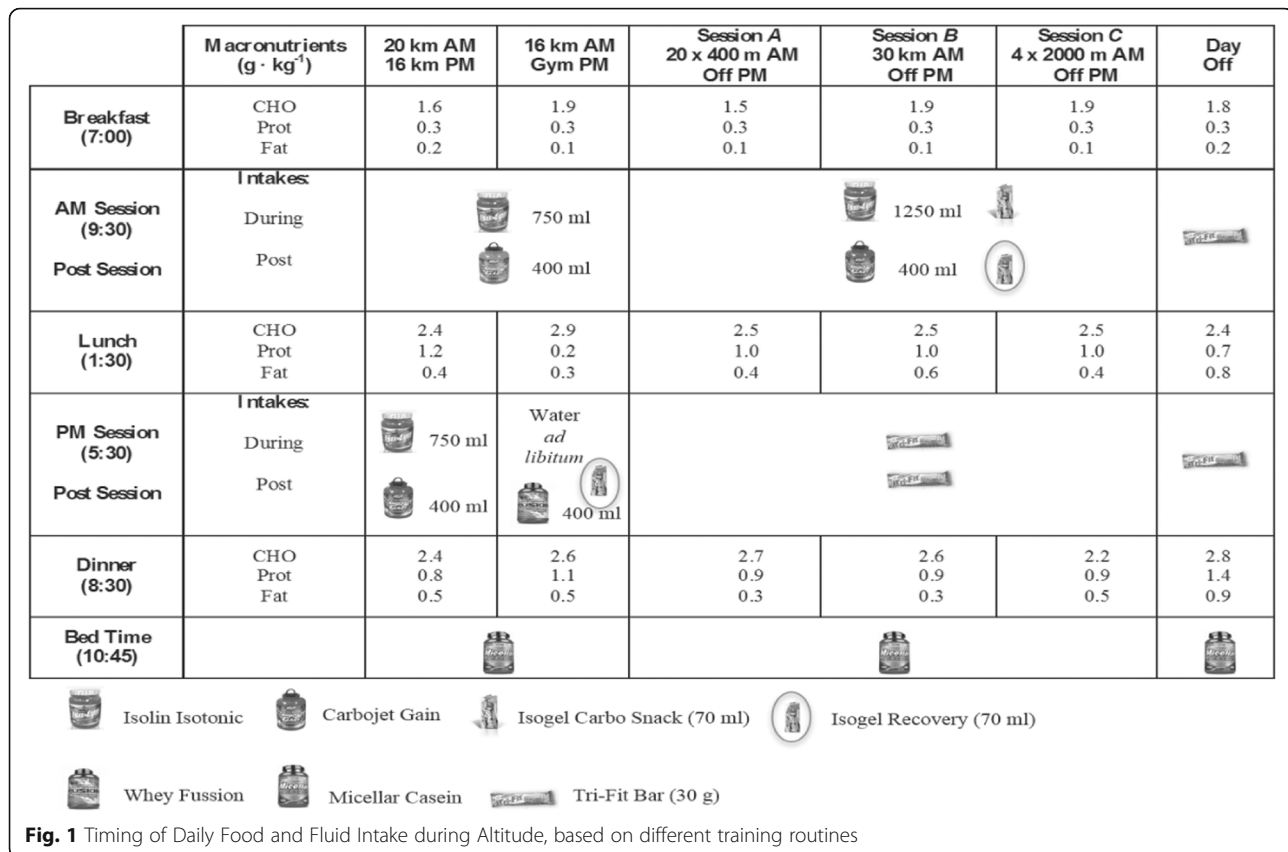 Macronutrients (g · kg-1) 20 km AM 16 km PM 16 km AM Gym PM Session A 20 x 400 m AM Off PM Session B 30 km AM Off PM Session C 4 x 2000 m AM Off PM Day Off
Breakfast (7:00)
CHO 1.6 1.9 1.5 1.9 1.9 1.8
Prot 0.3 0.3 0.3 0.3 0.3 0.3
Fat 0.2 0.1 0.1 0.1 0.1 0.2
AM Session (9:30)
Post Session
Intakes:
During 750 ml 1250 ml
Post 400 ml 400 ml
Lunch (1:30)
CHO 2.4 2.9 2.5 2.5 2.5 2.4
Prot 1.2 0.2 1.0 1.0 1.0 0.7
Fat 0.4 0.3 0.4 0.6 0.4 0.8
PM Session (5:30)
Post Session
Intakes:
During 750 ml Water ad libitum
Post 400 ml 400 ml
Dinner (8:30)
CHO 2.4 2.6 2.7 2.6 2.2 2.8
Prot 0.8 1.1 0.9 0.9 0.9 1.4
Fat 0.5 0.5 0.3 0.3 0.5 0.9
Bed Time (10:45)
Isolin Isotonic Carbojet Gain Isogel Carbo Snack (70 ml) Isogel Recovery (70 ml)
Whey Fussion Micellar Casein Tri-Fit Bar (30 g)
Fig. 1 Timing of Daily Food and Fluid Intake during Altitude, based on different training routines